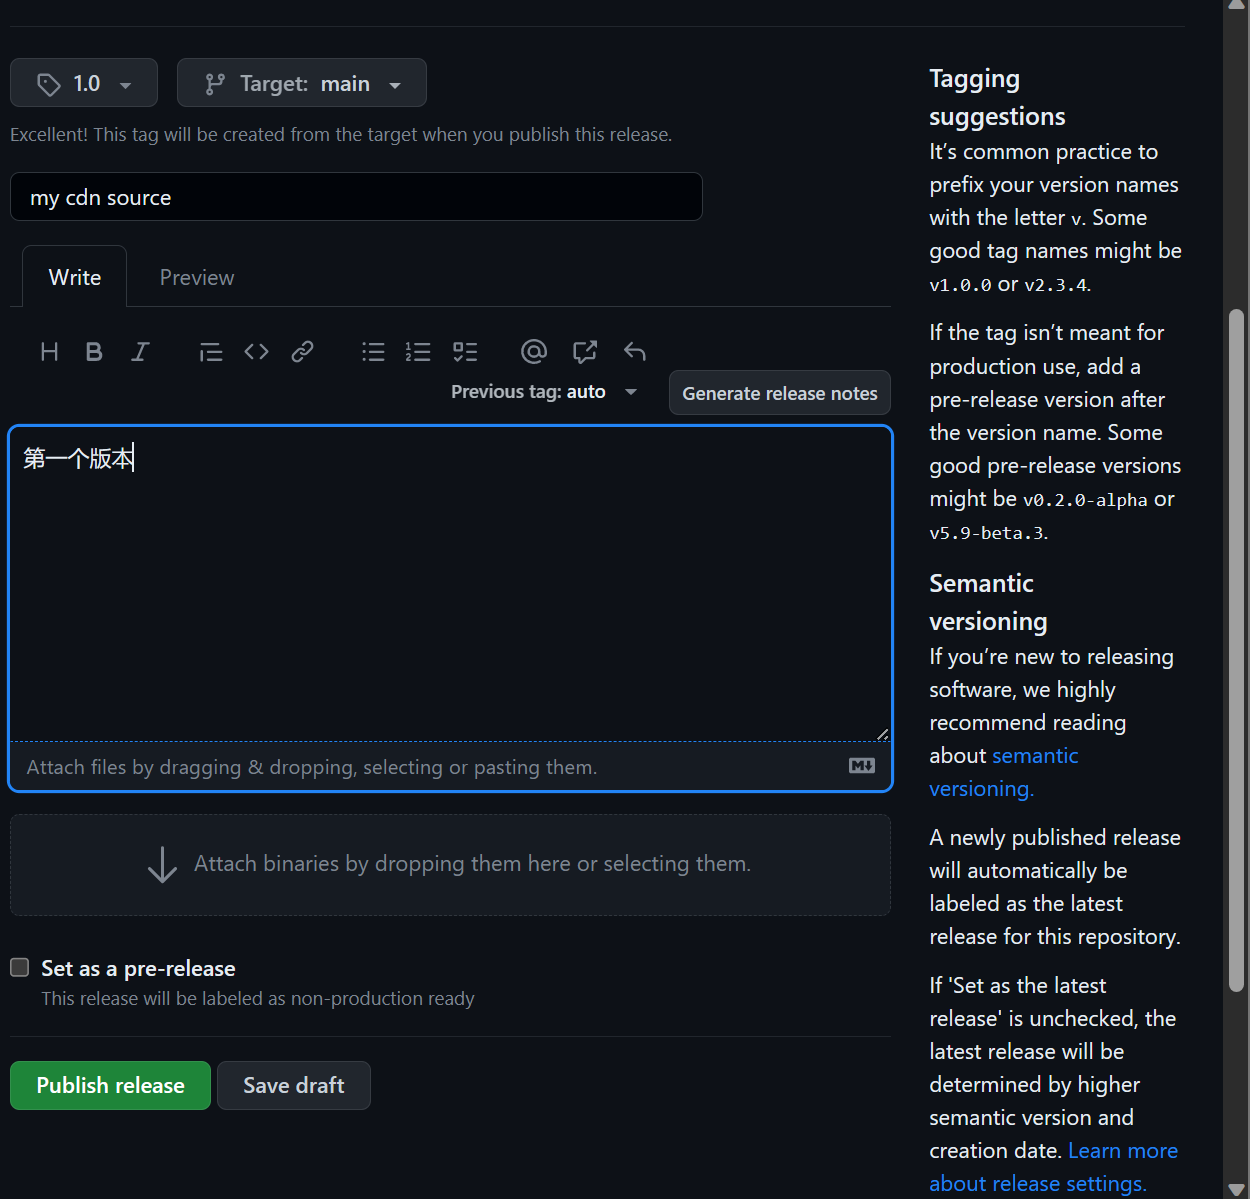 1.0
Target: main
Excellent! This tag will be created from the target when you publish this release.
my cdn source
Write
Preview
Previous tag: auto
Generate release notes
第一个版本
Attach files by dragging & dropping, selecting or pasting them.
Attach binaries by dropping them here or selecting them.
Set as a pre-release
This release will be labeled as non-production ready
Publish release
Save draft
Tagging
suggestions
It’s common practice to
prefix your version names
with the letter v. Some
good tag names might be
v1.0.0 or v2.3.4.
If the tag isn’t meant for
production use, add a
pre-release version after
the version name. Some
good pre-release versions
might be v0.2.0-alpha or
v5.9-beta.3.
Semantic
versioning
If you’re new to releasing
software, we highly
recommend reading
about semantic
versioning.
A newly published release
will automatically be
labeled as the latest
release for this repository.
If 'Set as the latest
release' is unchecked, the
latest release will be
determined by higher
semantic version and
creation date. Learn more
about release settings.